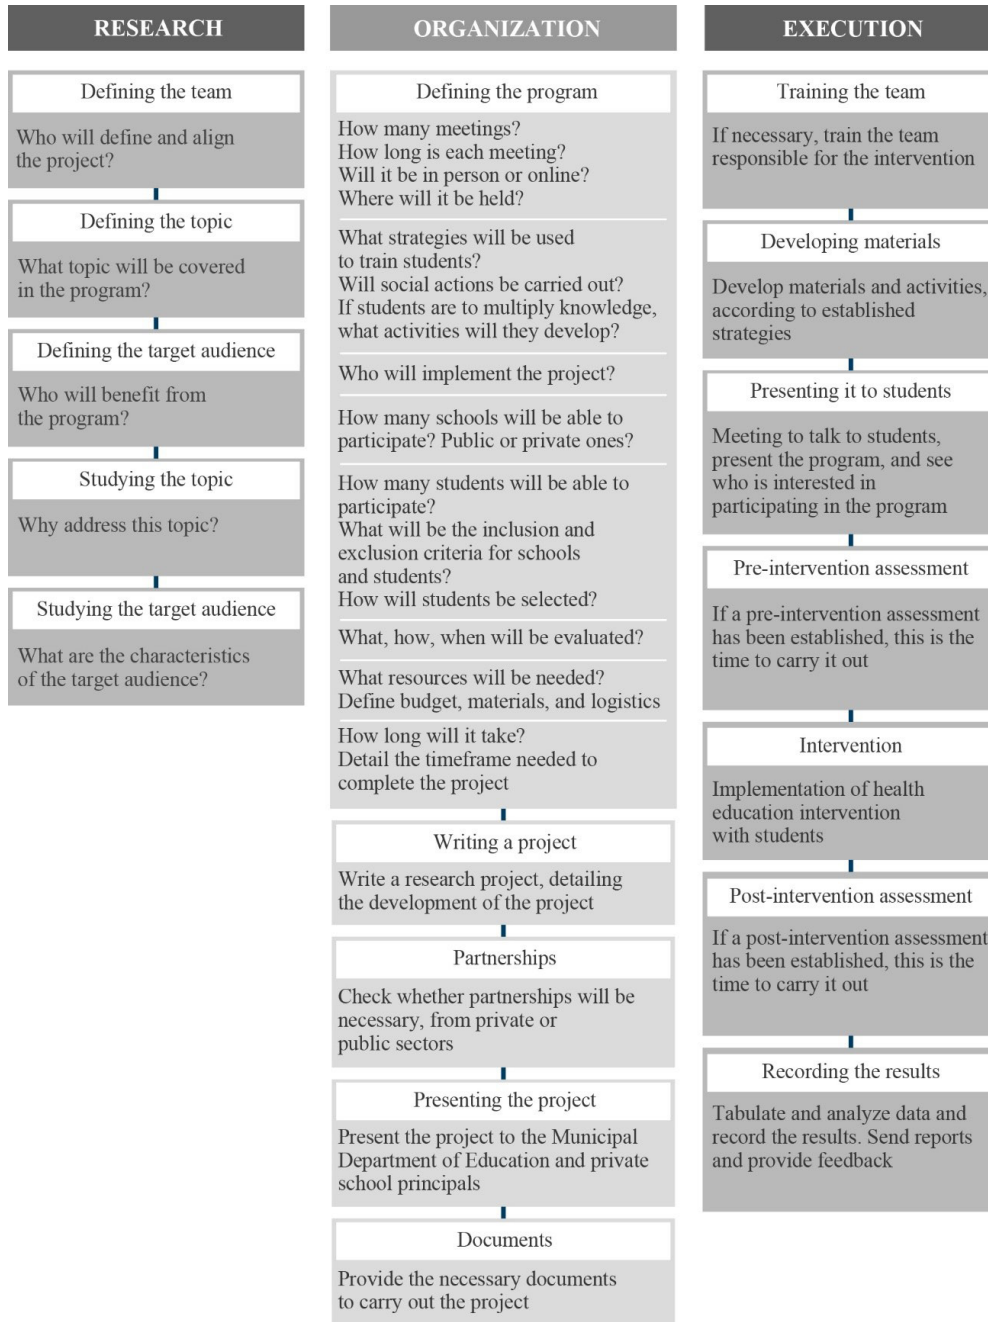 RESEARCH
Defining the team
Who will define and align
the project?
Defining the topic
What topic will be covered
in the program?
Defining the target audience
Who will benefit from
the program?
Studying the topic
Why address this topic?
Studying the target audience
What are the characteristics
of the target audience?
ORGANIZATION
Defining the program
How many meetings?
How long is each meeting?
Will it be in person or online?
Where will it be held?
What strategies will be used
to train students?
Will social actions be carried out?
If students are to multiply knowledge,
what activities will they develop?
Who will implement the project?
How many schools will be able to
participate? Public or private ones?
How many students will be able to
participate?
What will be the inclusion and
exclusion criteria for schools
and students?
How will students be selected?
What, how, when will be evaluated?
What resources will be needed?
Define budget, materials, and logistics
How long will it take?
Detail the timeframe needed to
complete the project
Writing a project
Write a research project, detailing
the development of the project
Partnerships
Check whether partnerships will be
necessary, from private or
public sectors
Presenting the project
Present the project to the Municipal
Department of Education and private
school principals
Documents
Provide the necessary documents
to carry out the project
EXECUTION
Training the team
If necessary, train the team
responsible for the intervention
Developing materials
Develop materials and activities,
according to established
strategies
Presenting it to students
Meeting to talk to students,
present the program, and see
who is interested in
participating in the program
Pre-intervention assessment
If a pre-intervention assessment
has been established, this is the
time to carry it out
Intervention
Implementation of health
education intervention
with students
Post-intervention assessment
If a post-intervention assessment
has been established, this is the
time to carry it out
Recording the results
Tabulate and analyze data and
record the results. Send reports
and provide feedback